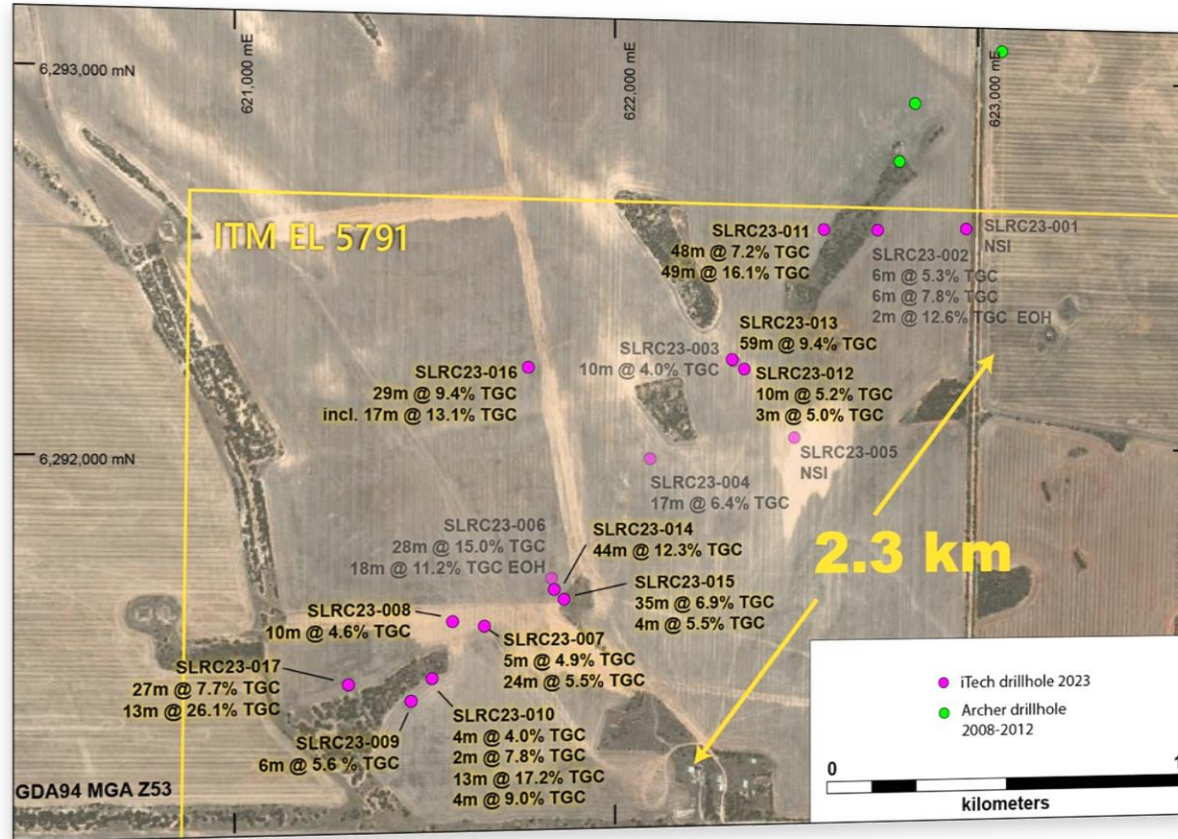 6,293,000 mN
621,000 mE
622,000 mE
623,000 mE
ITM EL 5791
SLRC23-011
48m @ 7.2% TGC
49m @ 16.1% TGC
SLRC23-001
NSI
SLRC23-002
6m @ 5.3% TGC
6m @ 7.8% TGC
2m @ 12.6% TGC EOH
SLRC23-013
59m @ 9.4% TGC
SLRC23-003
10m @ 4.0% TGC
SLRC23-012
10m @ 5.2% TGC
3m @ 5.0% TGC
SLRC23-016
29m @ 9.4% TGC
incl. 17m @ 13.1% TGC
6,292,000 mN
SLRC23-005
NSI
SLRC23-004
17m @ 6.4% TGC
SLRC23-006
28m @ 15.0% TGC
18m @ 11.2% TGC EOH
SLRC23-014
44m @ 12.3% TGC
2.3 km
SLRC23-015
35m @ 6.9% TGC
4m @ 5.5% TGC
SLRC23-008
10m @ 4.6% TGC
SLRC23-007
5m @ 4.9% TGC
24m @ 5.5% TGC
SLRC23-017
27m @ 7.7% TGC
13m @ 26.1% TGC
SLRC23-009
6m @ 5.6 % TGC
SLRC23-010
4m @ 4.0% TGC
2m @ 7.8% TGC
13m @ 17.2% TGC
4m @ 9.0% TGC
GDA94 MGA Z53
iTech drillhole 2023
Archer drillhole
2008-2012
0 1
kilometers